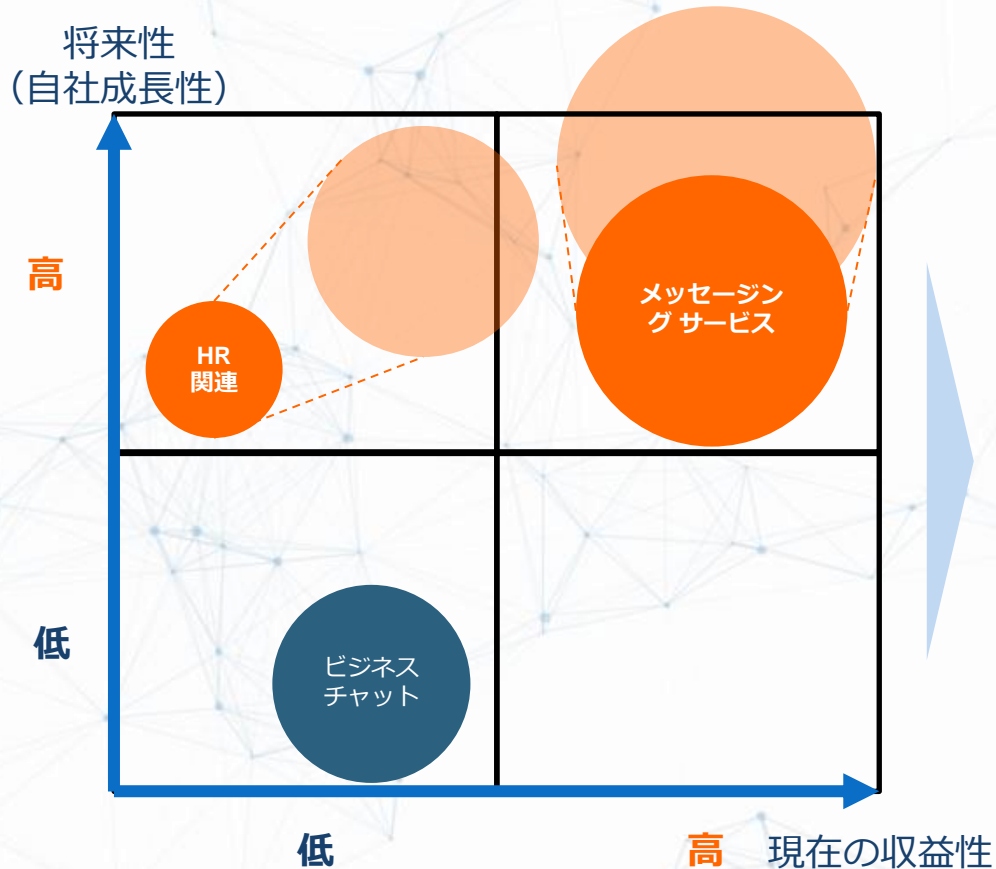 将来性
（自社成長性）
高
メッセージン
グ サービス
HR
関連
低
ビジネス
チャット
低
高
現在の収益性